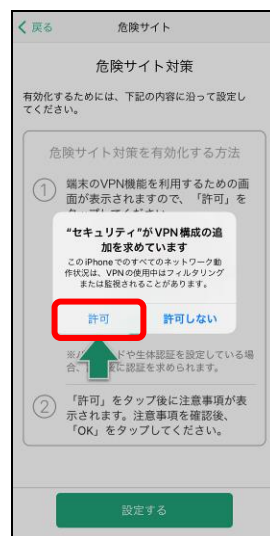 戻る 危険サイト
危険サイト対策
有効化するためには、下記の内容に沿って設定し
てください。
危険サイト対策を有効化する方法
① 端末のVPN機能を利用するための画
面が表示されますので、「許可」を
“セキュリティ”が VPN 構成の追
加を求めています
このiPhoneでのすべてのネットワーク動
作状況は、VPNの使用中はフィルタリング
または監視されることがあります。
許可 許可しない
ドや生体認証を設定している場
に認証を求められます。
② 「許可」をタップ後に注意事項が表
示されます。注意事項を確認後、
「OK」をタップしてください。
設定する